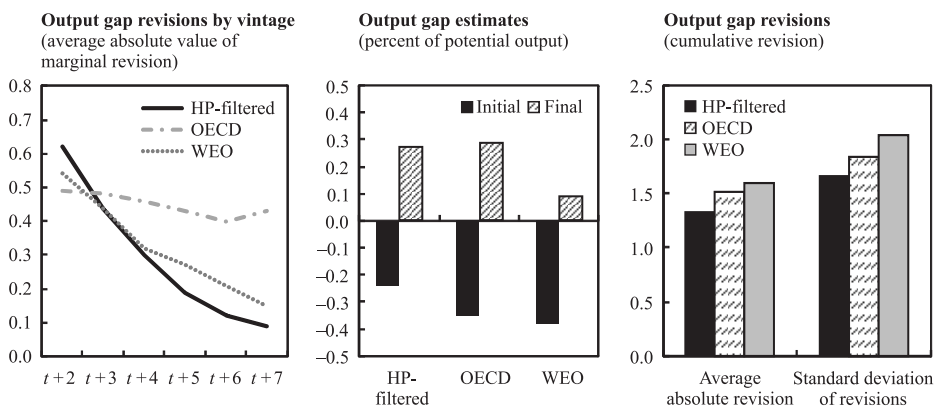 Output gap revisions by vintage
(average absolute value of
marginal revision)
0.8
0.7
0.6
0.5
0.4
0.3
0.2
0.1
0.0
HP-filtered
OECD
WEO
t+2 t+3 t+4 t+5 t+6 t+7
Output gap estimates
(percent of potential output)
0.5
0.4
0.3
0.2
0.1
0.0
–0.1
–0.2
–0.3
–0.4
–0.5
Initial Final
HP-
filtered
OECD
WEO
Output gap revisions
(cumulative revision)
2.5
2.0
1.5
1.0
0.5
0.0
HP-filtered
OECD
WEO
Average
absolute revision
Standard deviation
of revisions